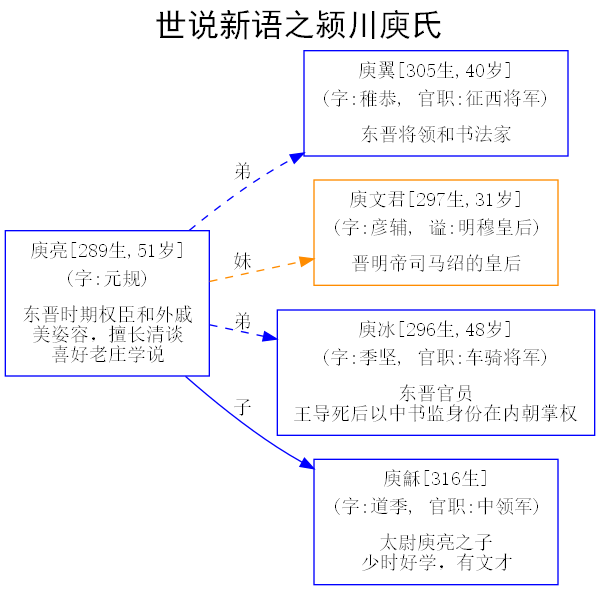 世说新语之颍川庾氏
庾翼[305生,40岁]
(字:稚恭, 官职:征西将军)
东晋将领和书法家
弟
庾文君[297生,31岁]
(字:彦辅, 谥:明穆皇后)
晋明帝司马绍的皇后
妹
庾亮[289生,51岁]
(字:元规)
东晋时期权臣和外戚
美姿容，擅长清谈
喜好老庄学说
弟
庾冰[296生,48岁]
(字:季坚, 官职:车骑将军)
东晋官员
王导死后以中书监身份在内朝掌权
子
庾龢[316生]
(字:道季, 官职:中领军)
太尉庾亮之子
少时好学，有文才